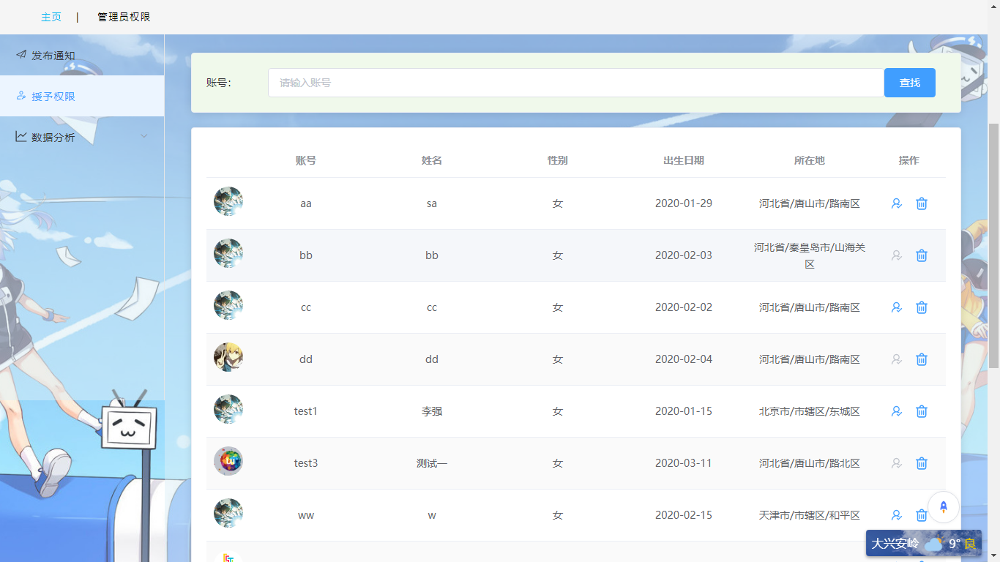 主页 | 管理员权限
发布通知
授予权限
数据分析
账号： 请输入账号 查找
账号 姓名 性别 出生日期 所在地 操作
aa sa 女 2020-01-29 河北省/唐山市/路南区
bb bb 女 2020-02-03 河北省/秦皇岛市/山海关
区
cc cc 女 2020-02-02 河北省/唐山市/路南区
dd dd 女 2020-02-04 河北省/唐山市/路南区
test1 李强 女 2020-01-15 北京市/市辖区/东城区
test3 测试一 女 2020-03-11 河北省/唐山市/路北区
ww w 女 2020-02-15 天津市/市辖区/和平区
大兴安岭 9° 良